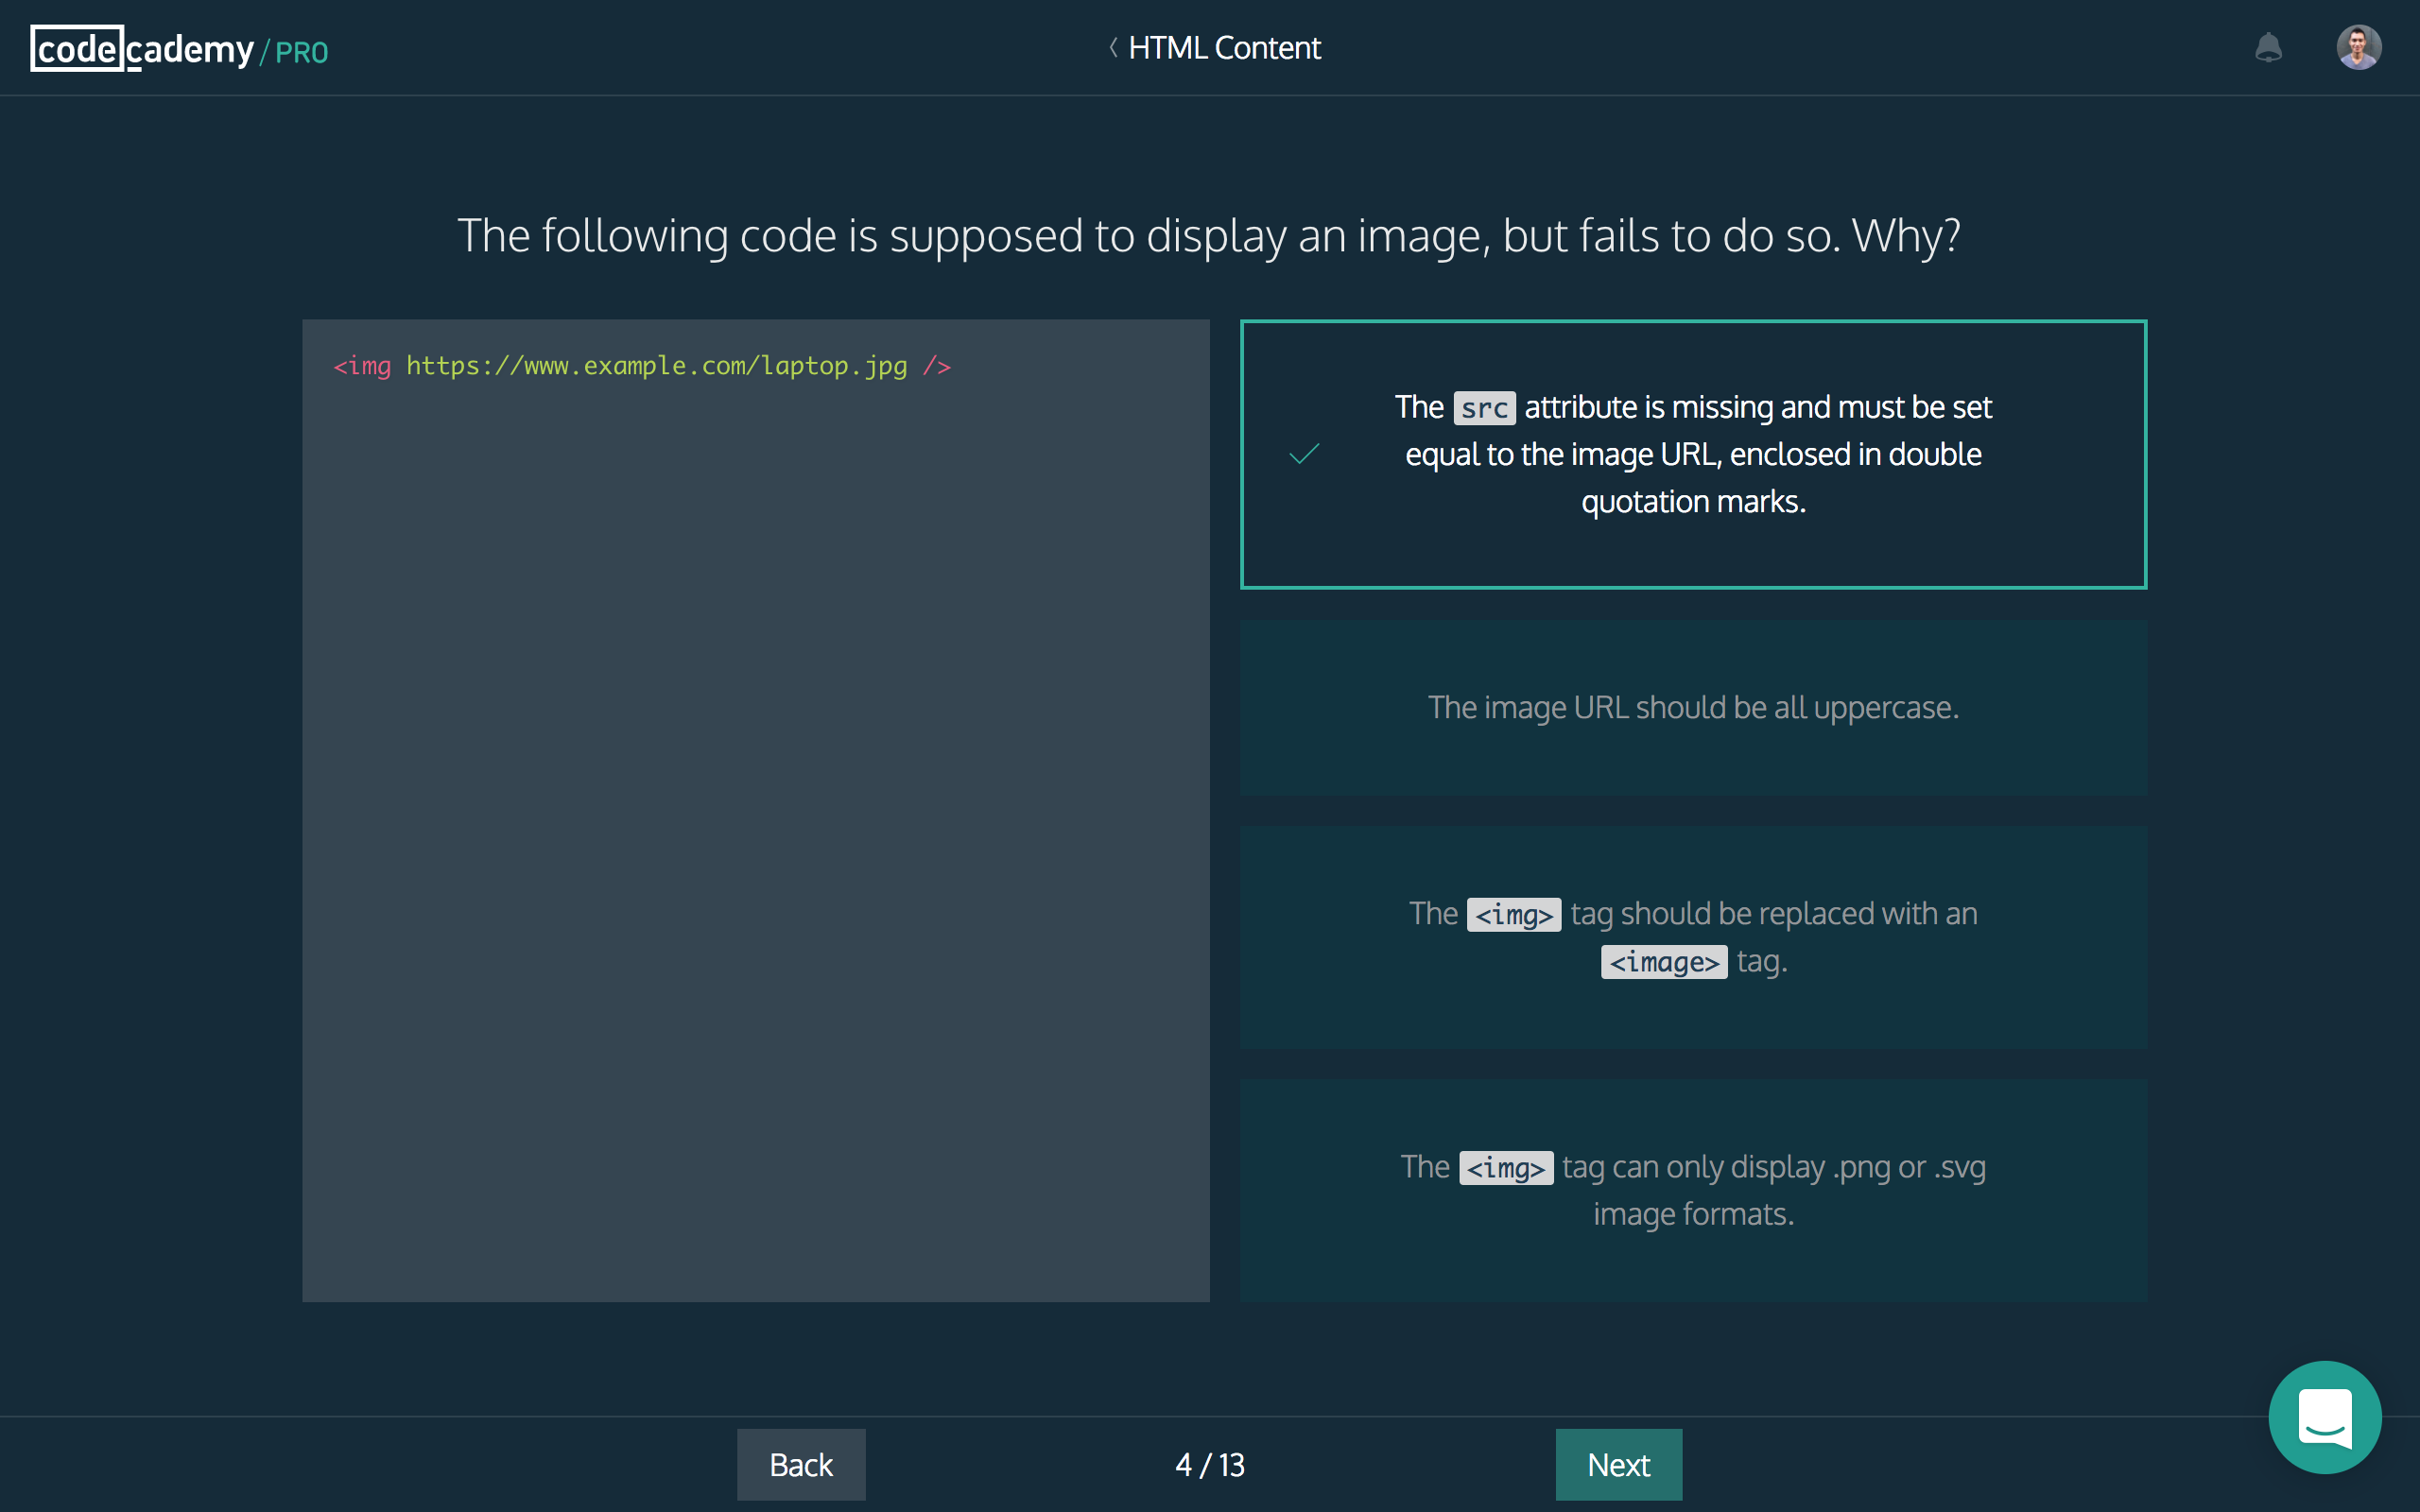 codecademy/PRO
HTML Content
The following code is supposed to display an image, but fails to do so. Why?
<img https://www.example.com/laptop.jpg />
The src attribute is missing and must be set
equal to the image URL, enclosed in double
quotation marks.
The image URL should be all uppercase.
The <img> tag should be replaced with an
<image> tag.
The <img> tag can only display .png or .svg
image formats.
Back
4 / 13
Next